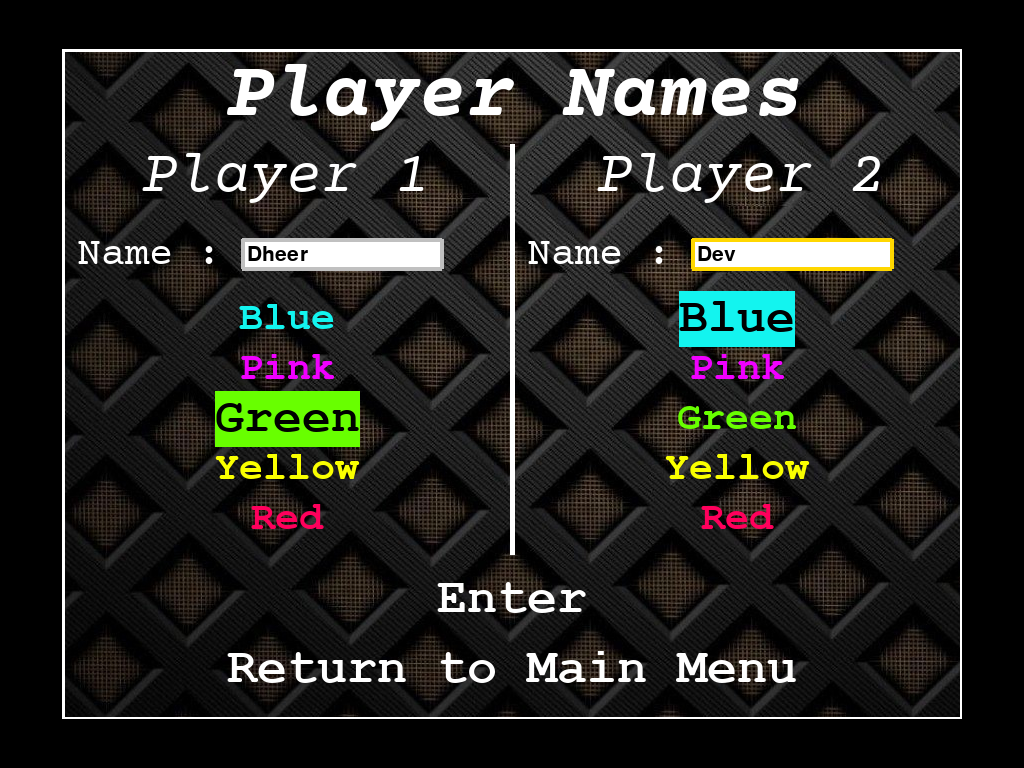 Player Names
Player 1
Name : Dheer
Blue
Pink
Green
Yellow
Red
Player 2
Name : Dev
Blue
Pink
Green
Yellow
Red
Enter
Return to Main Menu